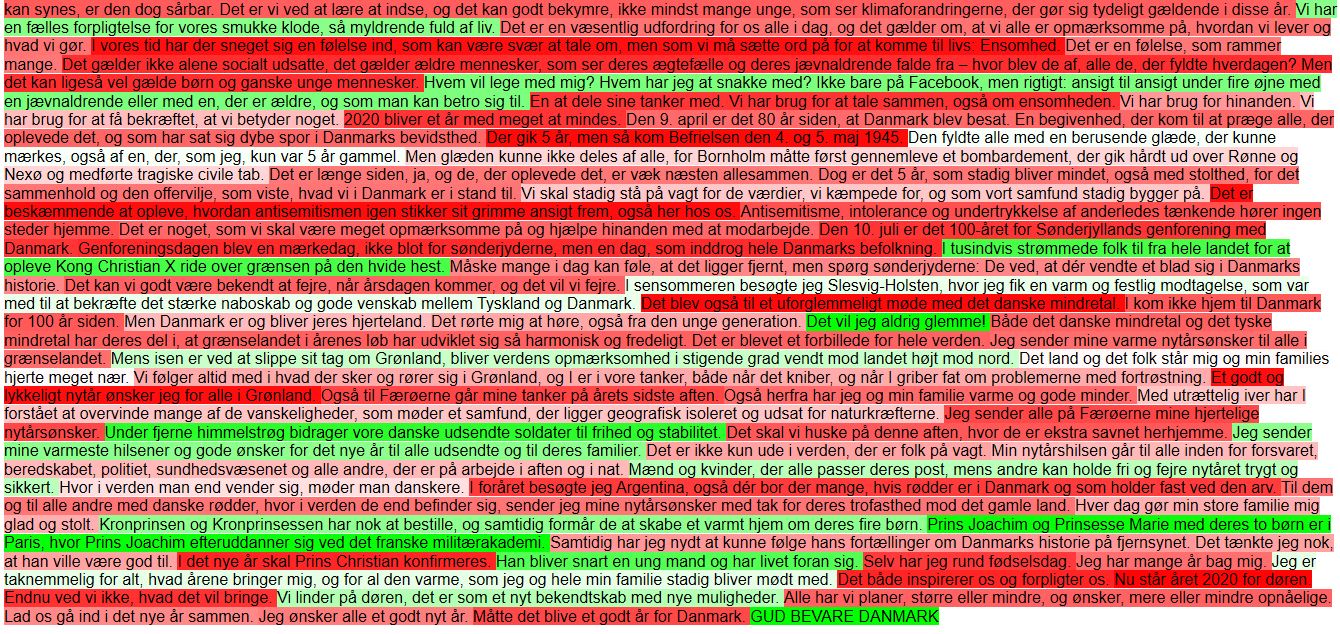 kan synes, er den dog sårbar. Det er vi ved at lære at indse, og det kan godt bekymre, ikke mindst mange unge, som ser klimaforandringerne, der gør sig tydeligt gældende i disse år. Vi har
en fælles forpligtelse for vores smukke klode, så myldrende fuld af liv. Det er en væsentlig udfordring for os alle i dag, og det gælder om, at vi alle er opmærksomme på, hvordan vi lever og
hvad vi gør. I vores tid har der sneget sig en følelse ind, som kan være svær at tale om, men som vi må sætte ord på for at komme til livs. Ensomhed. Det er en følelse, som rammer
mange. Det gælder ikke alene socialt udsatte, det gælder ældre mennesker, som ser deres ægtefælle og deres jævnaldrende falde fra – hvor blev de af, alle de, der fyldte hverdagen? Men
det kan ligeså vel gælde børn og ganske unge mennesker. Hvem vil lege med mig? Hvem har jeg at snakke med? Ikke bare på Facebook, men rigtigt: ansigt til ansigt under fire øjne med
en jævnaldrende eller med en, der er ældre, og som man kan betro sig til. En at dele sine tanker med. Vi har brug for at tale sammen, også om ensomheden. Vi har brug for hinanden. Vi
har brug for at få bekræftet, at vi betyder noget. 2020 bliver et år med meget at mindes. Den 9. april er det 80 år siden, at Danmark blev besat. En begivenhed, der kom til at præge alle, der
oplevede det, og som har sat sig dybe spor i Danmarks bevidsthed. Der gik 5 år, men så kom Befrielsen den 4. og 5. maj 1945. Den fyldte alle med en berusende glæde, der kunne
mærkes, også af en, der, som jeg, kun var 5 år gammel. Men glæden kunne ikke deles af alle, for Bornholm måtte først gennemleve et bombardement, der gik hårdt ud over Rønne og
Nexø og medførte tragiske civile tab. Det er længe siden, ja, og de, der oplevede det, er væk næsten allesammen. Dog er det 5 år, som stadig bliver mindet, også med stolthed, for det
sammenhold og den offervilje, som viste, hvad vi i Danmark er i stand til. Vi skal stadig stå på vagt for de værdier, vi kæmpede for, og som vort samfund stadig bygger på. Det er
beskæmmende at opleve, hvordan antisemitismen igen stikker sit grimme ansigt frem, også her hos os. Antisemitisme, intolerance og undertrykkelse af anderledes tænkende hører ingen
steder hjemme. Det er noget, som vi skal være meget opmærksomme på og hjælpe hinanden med at modarbejde. Den 10. juli er det 100-året for Sønderjyllands genforening med
Danmark. Genforeningsdagen blev en mærkedag, ikke blot for sønderjyderne, men en dag, som inddrog hele Danmarks befolkning. I tusindvis strømmede folk til fra hele landet for at
opleve Kong Christian X ride over grænsen på den hvide hest. Måske mange i dag kan føle, at det ligger fjernt, men spørg sønderjyderne: De ved, at dér vendte et blad sig i Danmarks
historie. Det kan vi godt være bekendt at fejre, når årsdagen kommer, og det vil vi fejre. I sensommeren besøgte jeg Slesvig-Holsten, hvor jeg fik en varm og festlig modtagelse, som var
med til at bekræfte det stærke naboskab og gode venskab mellem Tyskland og Danmark. Det blev også til et uforglemmeligt møde med det danske mindretal. I kom ikke hjem til Danmark
for 100 år siden. Men Danmark er og bliver jeres hjerteland. Det rørte mig at høre, også fra den unge generation. Det vil jeg aldrig glemme! Både det danske mindretal og det tyske
mindretal har deres del i, at grænselandet i årenes løb har udviklet sig så harmonisk og fredeligt. Det er blevet et forbillede for hele verden. Jeg sender mine varme nytårsønsker til alle i
grænselandet. Mens isen er ved at slippe sit tag om Grønland, bliver verdens opmærksomhed i stigende grad vendt mod landet højt mod nord. Det land og det folk står mig og min families
hjerte meget nær. Vi følger altid med i hvad der sker og rører sig i Grønland, og I er i vore tanker, både når det kniber, og når I griber fat om problemerne med fortrøstning. Et godt og
lykkeligt nytår ønsker jeg for alle i Grønland. Også til Færøerne går mine tanker på årets sidste aften. Også herfra har jeg og min familie varme og gode minder. Med utrættelig iver har I
forstået at overvinde mange af de vanskeligheder, som møder et samfund, der ligger geografisk isoleret og udsat for naturkræfterne. Jeg sender alle på Færøerne mine hjertelige
nytårsønsker. Under fjerne himmelstrøg bidrager vore danske udsendte soldater til frihed og stabilitet. Det skal vi huske på denne aften, hvor de er ekstra savnet herhjemme. Jeg sender
mine varmeste hilsener og gode ønsker for det nye år til alle udsendte og til deres familier. Det er ikke kun ude i verden, der er folk på vagt. Min nytårshilsen går til alle inden for forsvaret,
beredskabet, politiet, sundhedsvæsenet og alle andre, der er på arbejde i aften og i nat. Mænd og kvinder, der alle passer deres post, mens andre kan holde fri og fejre nytåret trygt og
sikkert. Hvor i verden man end vender sig, møder man danskere. I foråret besøgte jeg Argentina, også dér bor der mange, hvis rødder er i Danmark og som holder fast ved den arv. Til dem
og til alle andre med danske rødder, hvor i verden de end befinder sig, sender jeg mine nytårsønsker med tak for deres trofasthed mod det gamle land. Hver dag gør min store familie mig
glad og stolt. Kronprinsen og Kronprinsessen har nok at bestille, og samtidig formår de at skabe et varmt hjem om deres fire børn. Prins Joachim og Prinsesse Marie med deres to børn er i
Paris, hvor Prins Joachim efteruddanner sig ved det franske militærakademi. Samtidig har jeg nydt at kunne følge hans fortællinger om Danmarks historie på fjernsynet. Det tænkte jeg nok,
at han ville være god til. I det nye år skal Prins Christian konfirmeres. Han bliver snart en ung mand og har livet foran sig. Selv har jeg rund fødselsdag. Jeg har mange år bag mig. Jeg er
taknemmelig for alt, hvad årene bringer mig, og for al den varme, som jeg og hele min familie stadig bliver mødt med. Det både inspirerer os og forpligter os. Nu står året 2020 for døren.
Endnu ved vi ikke, hvad det vil bringe. Vi linder på døren, det er som et nyt bekendtskab med nye muligheder. Alle har vi planer, større eller mindre, og ønsker, mere eller mindre opnåelige.
Lad os gå ind i det nye år sammen. Jeg ønsker alle et godt nyt år. Måtte det blive et godt år for Danmark. GUD BEVARE DANMARK